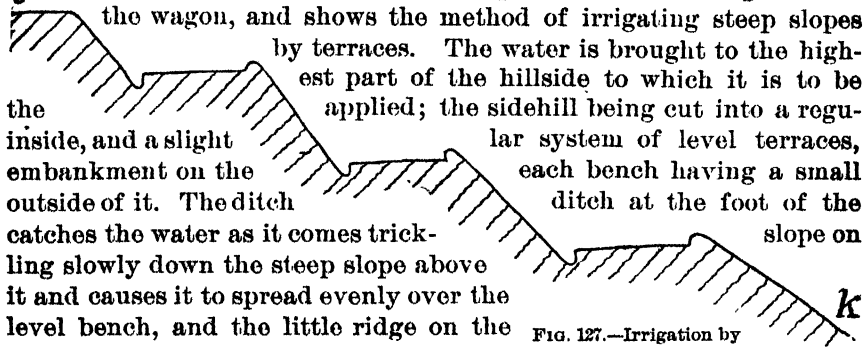 the wagon, and shows the method of irrigating steep slopes
by terraces. The water is brought to the high-
est part of the hillside to which it is to be
applied; the sidehill being cut into a regu-
lar system of level terraces,
each bench having a small
ditch at the foot of the
slope on
the
inside, and a slight
embankment on the
outside of it. The ditch
catches the water as it comes trick-
ling slowly down the steep slope above
it and causes it to spread evenly over the
level bench, and the little ridge on the
k
FIG. 127.—Irrigation by